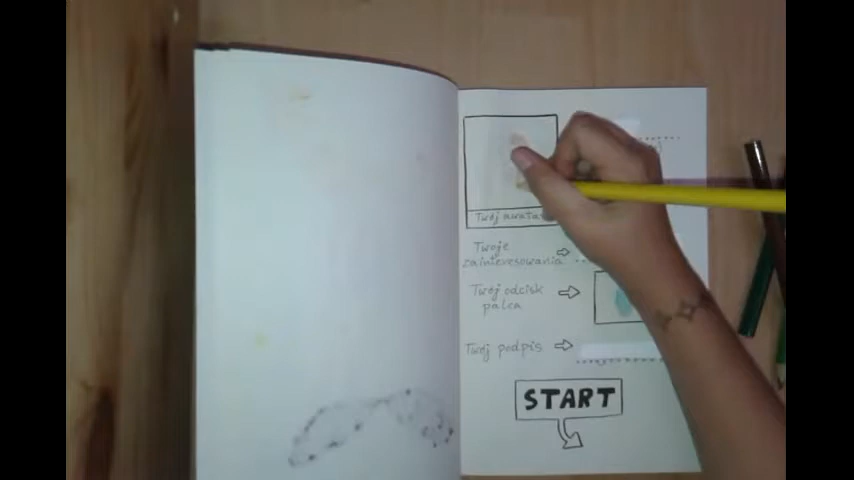 Twój awatar
Twoje
zainteresowania
Twój odcisk
palca
Twój podpis
START